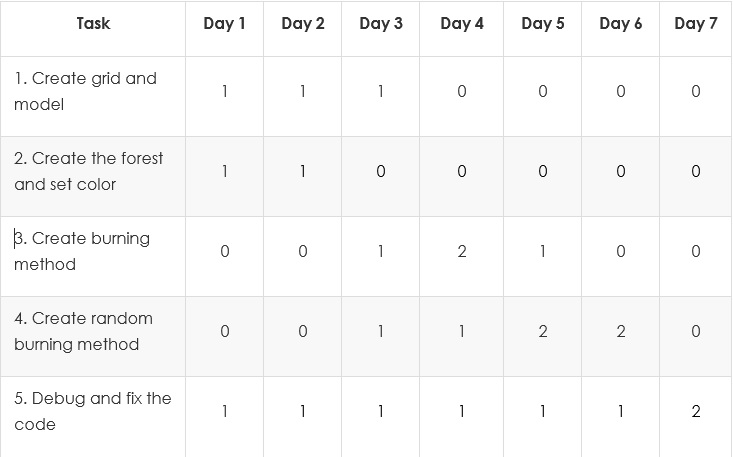 Task Day 1 Day 2 Day 3 Day 4 Day 5 Day 6 Day 7
1. Create grid and
model 1 1 1 0 0 0 0
2. Create the forest
and set color 1 1 0 0 0 0 0
3. Create burning
method 0 0 1 2 1 0 0
4. Create random
burning method 0 0 1 1 2 2 0
5. Debug and fix the
code 1 1 1 1 1 1 2